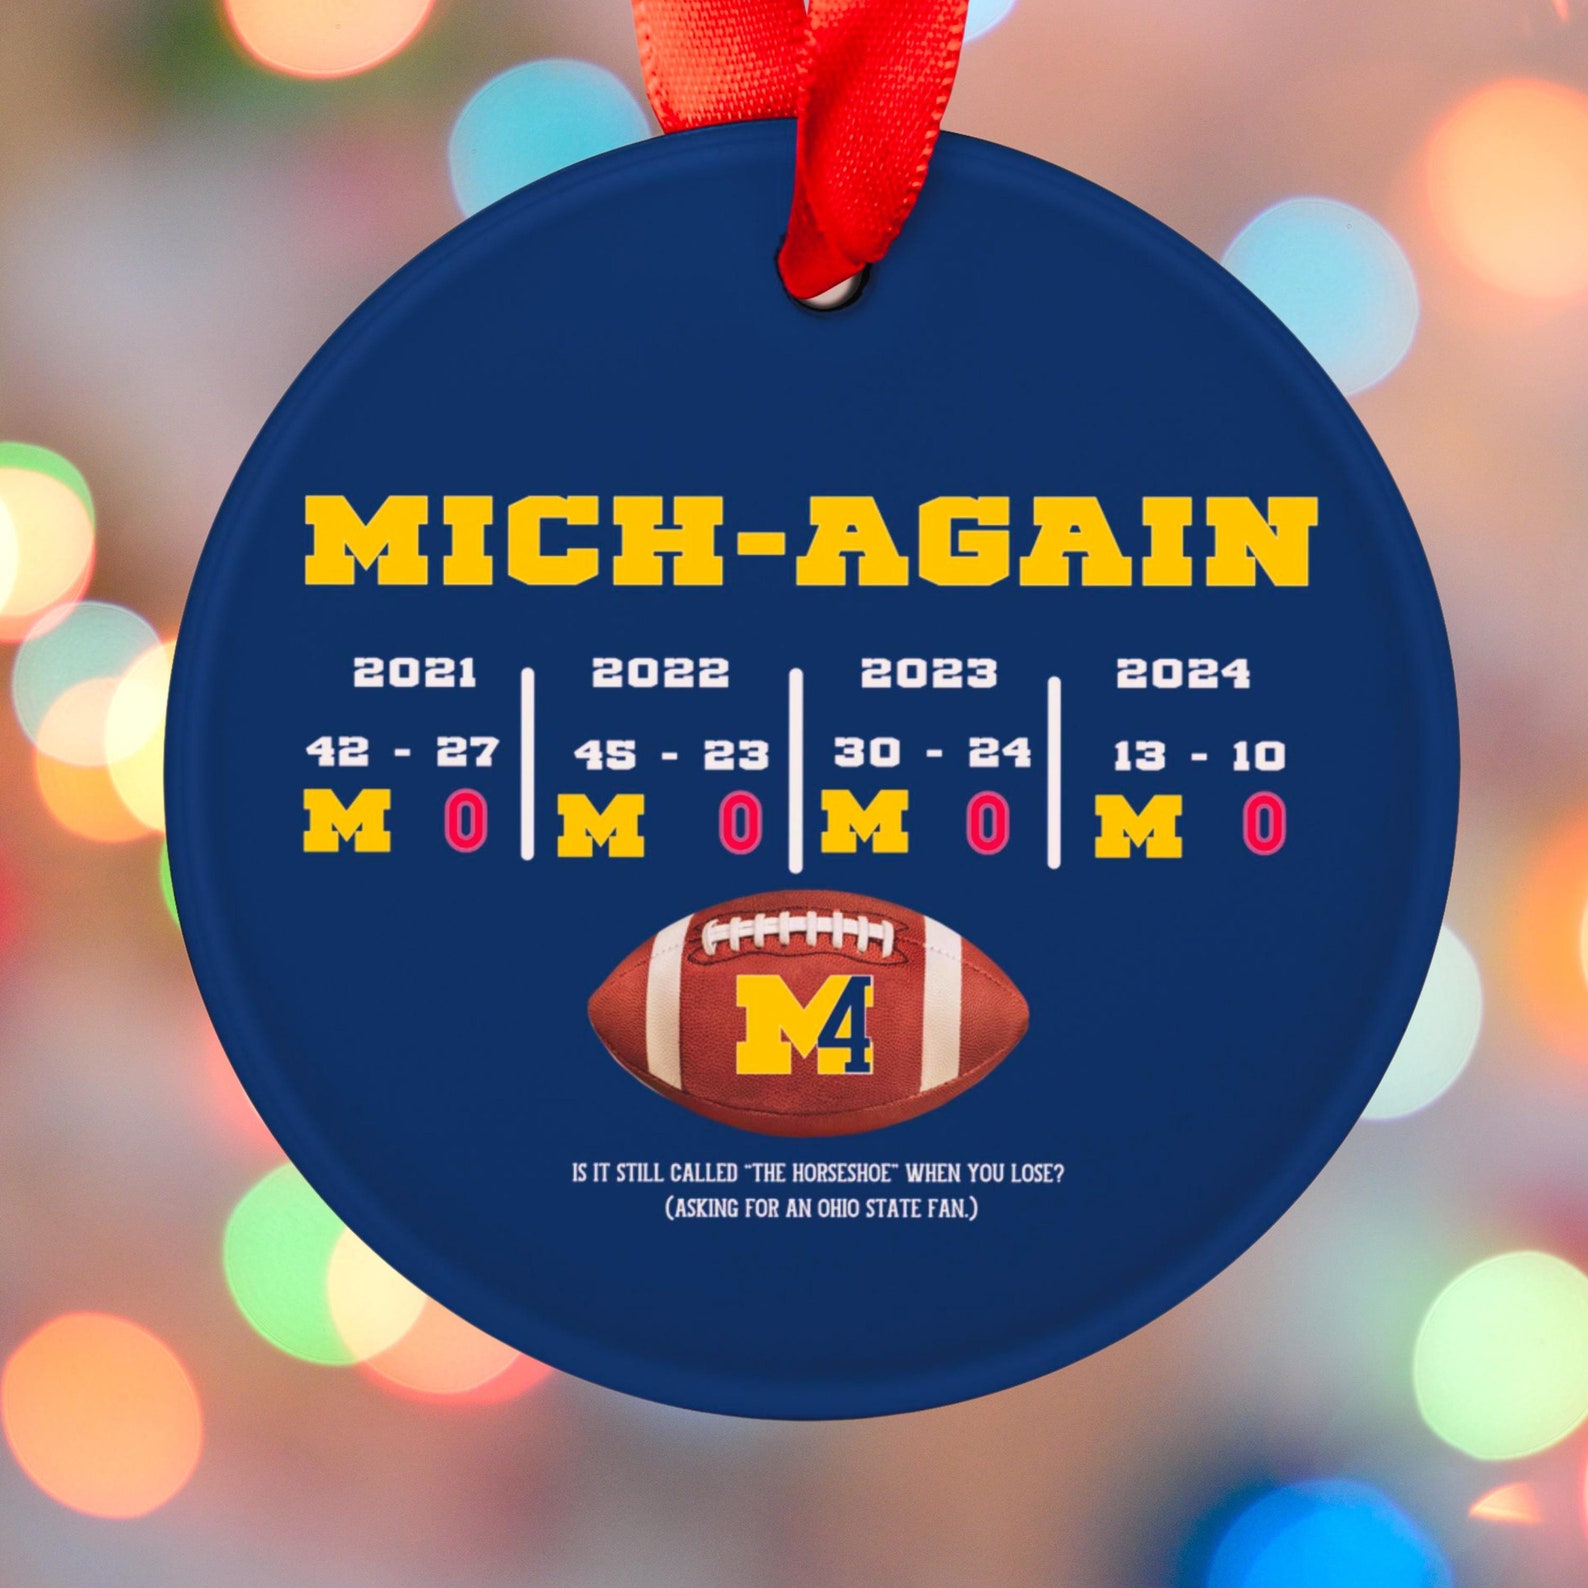 MICH-AGAIN
2021 2022 2023 2024
42 - 27 45 - 23 30 - 24 13 - 10
M O M O M O M O
M4
IS IT STILL CALLED “THE HORSESHOE” WHEN YOU LOSE?
(ASKING FOR AN OHIO STATE FAN.)